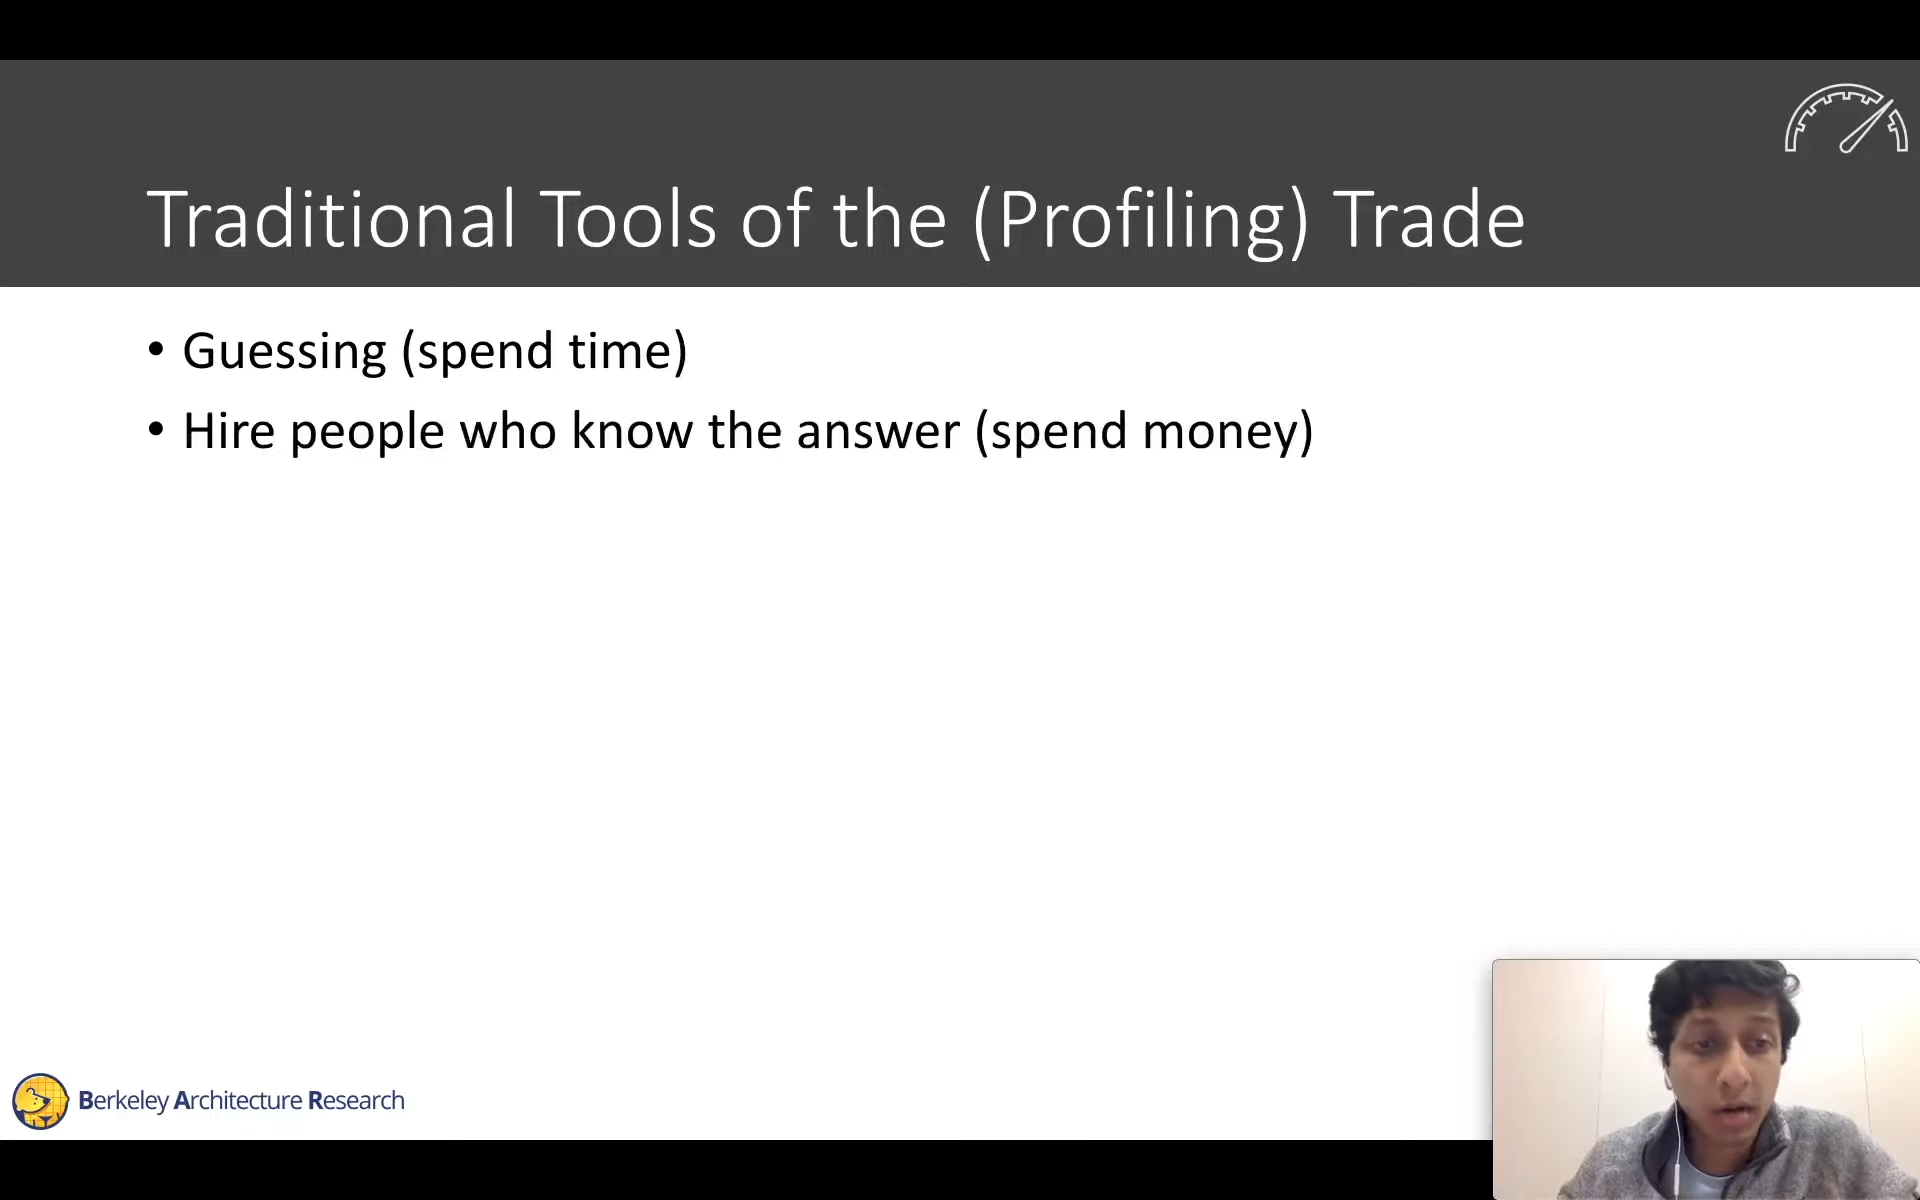 Traditional Tools of the (Profiling) Trade
• Guessing (spend time)
• Hire people who know the answer (spend money)
Berkeley Architecture Research